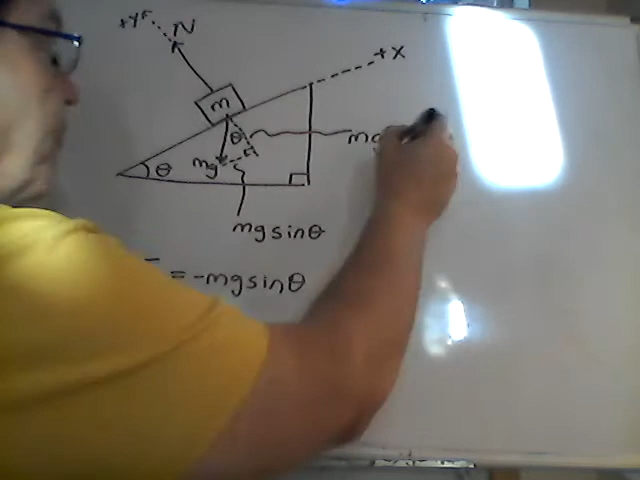 +y
N
+X
m
θ
m
mg
θ
mgsinθ
= -mgsinθ